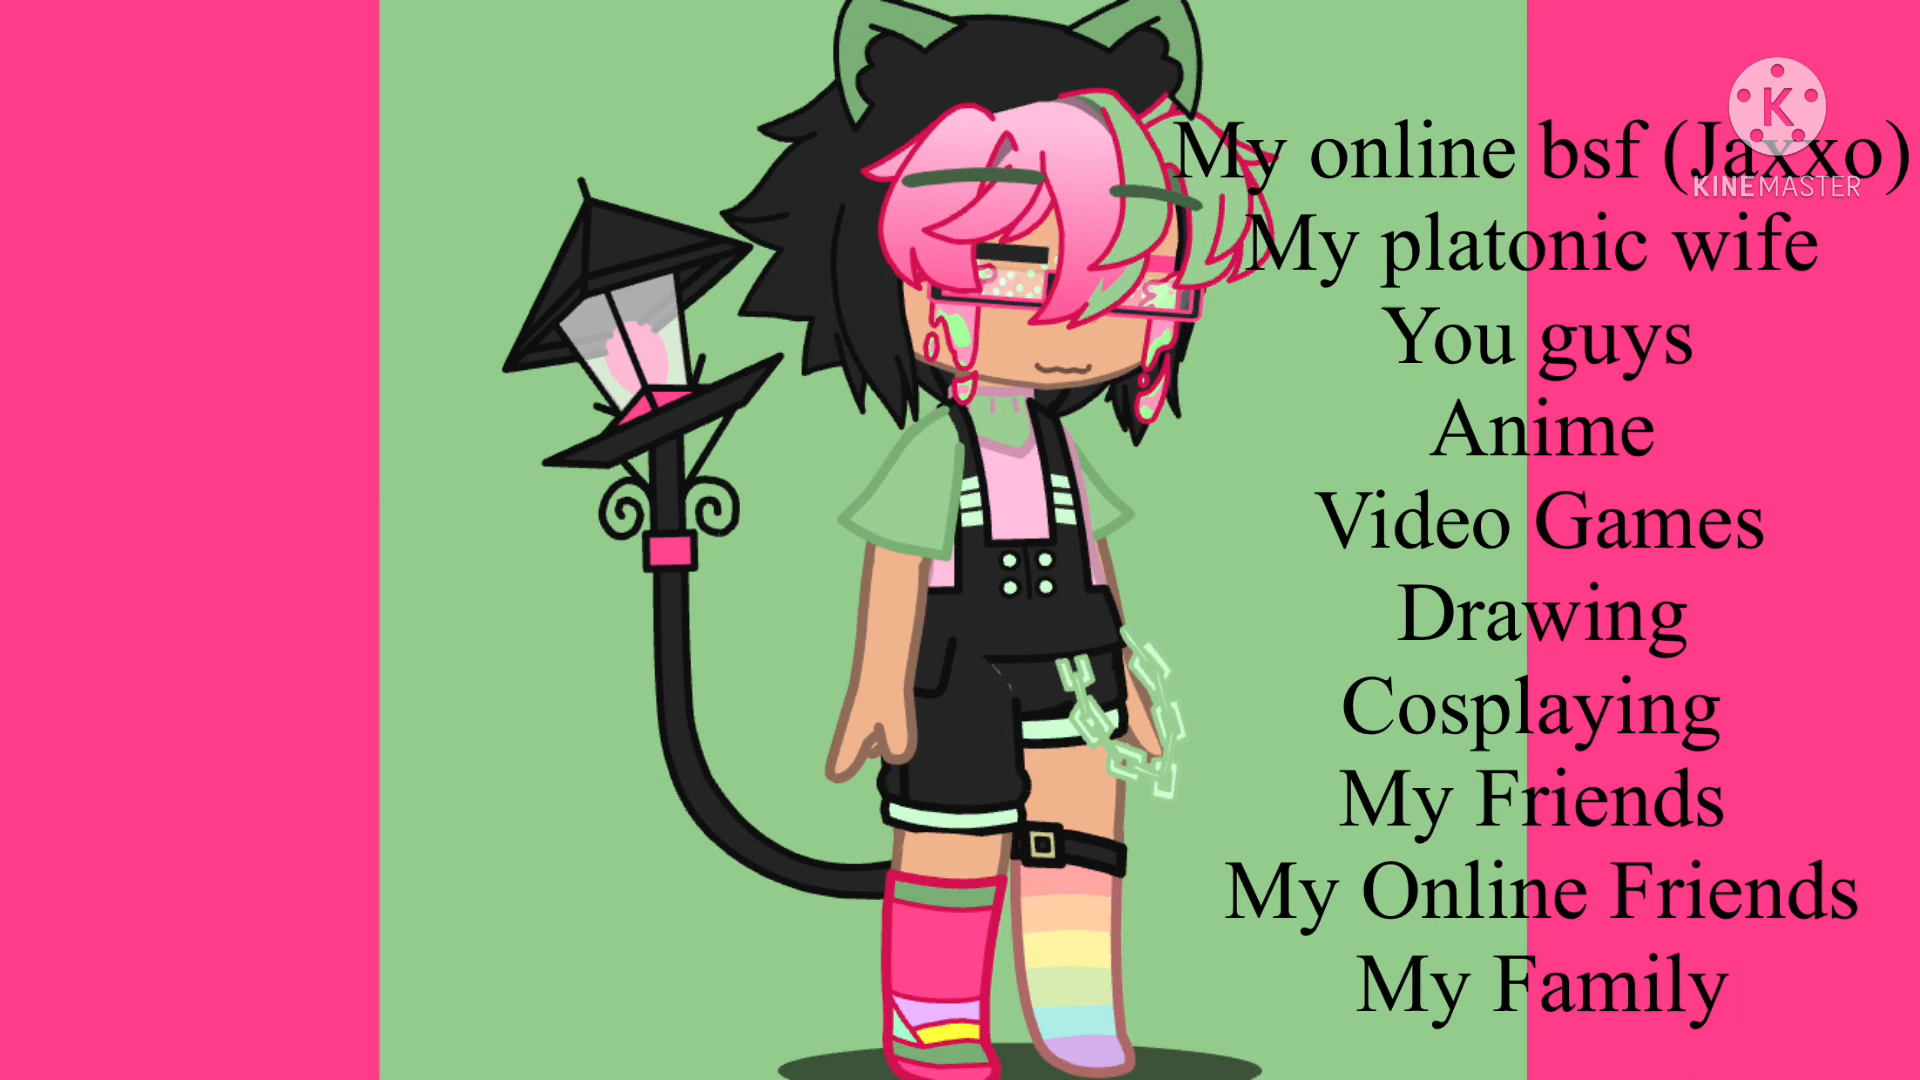 My online bsf (Jaxxo)
KINEMASTER
My platonic wife
You guys
Anime
Video Games
Drawing
Cosplaying
My Friends
My Online Friends
My Family